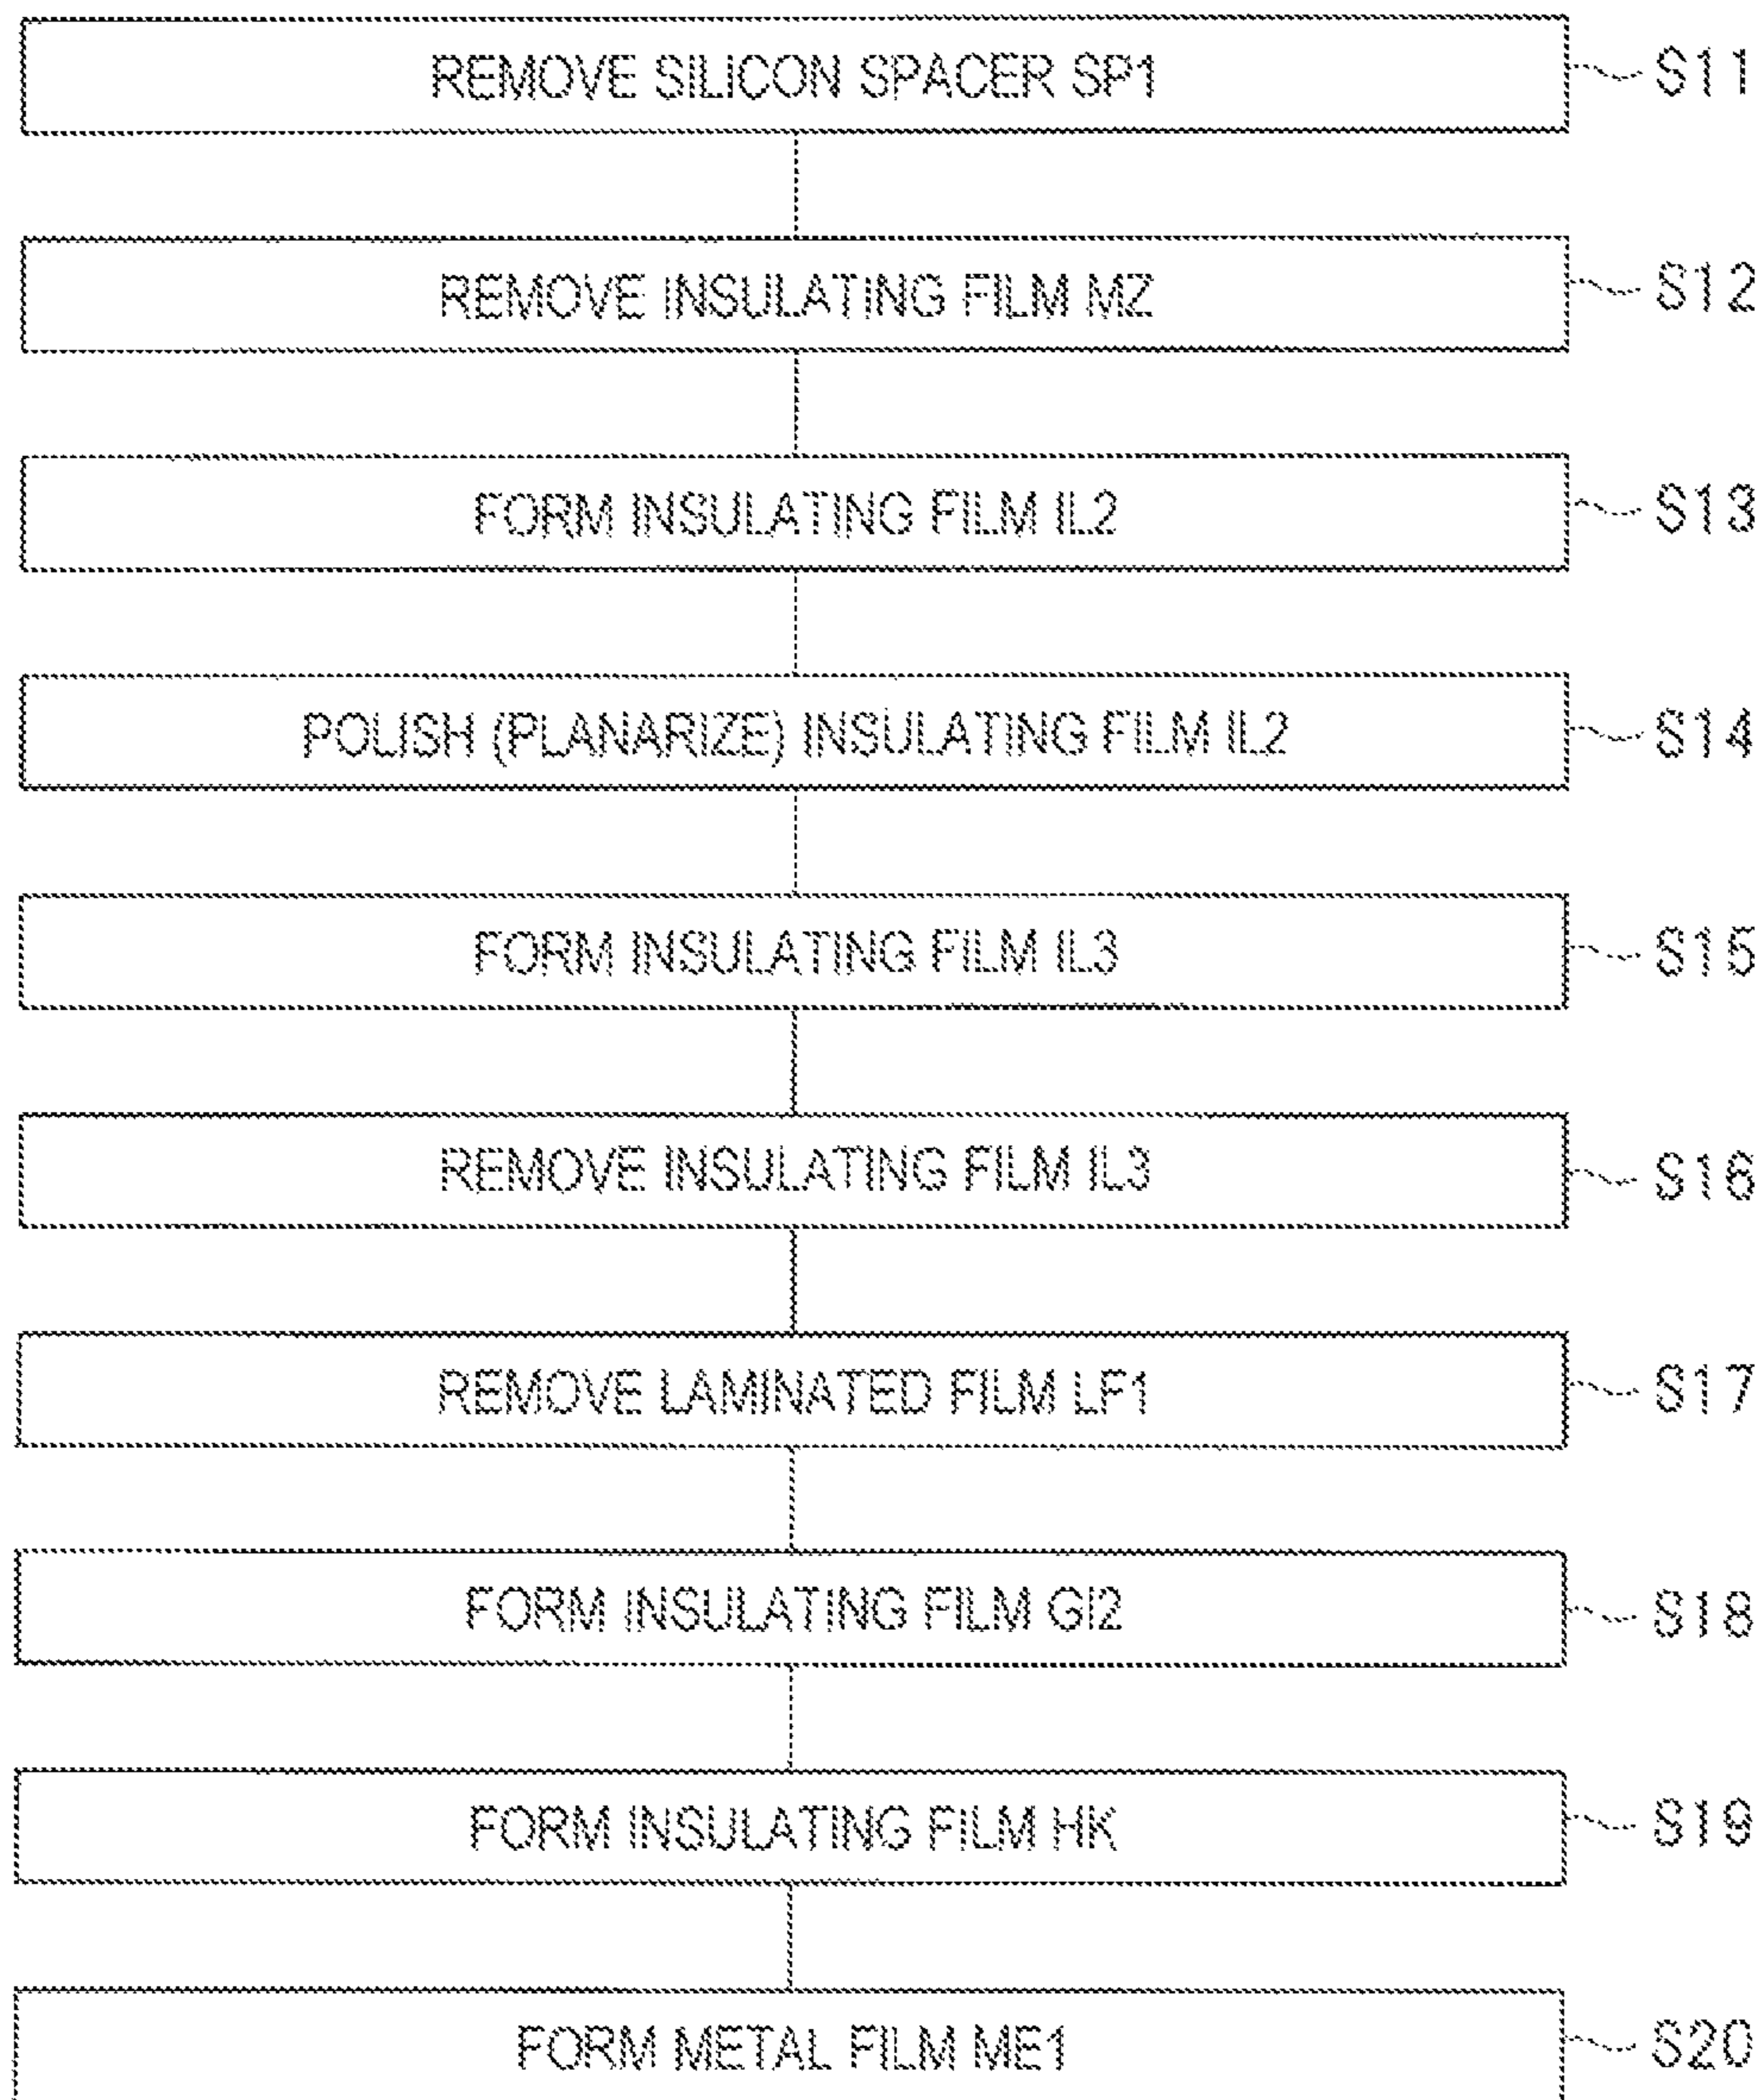 REMOVE SILICON SPACER SP1 S11
REMOVE INSULATING FILM MZ S12
FORM INSULATING FILM IL2 S13
POLISH (PLANARIZE) INSULATING FILM IL2 S14
FORM INSULATING FILM IL3 S15
REMOVE INSULATING FILM IL3 S16
REMOVE LAMINATED FILM LF1 S17
FORM INSULATING FILM GI2 S18
FORM INSULATING FILM HK S19
FORM METAL FILM ME1 S20